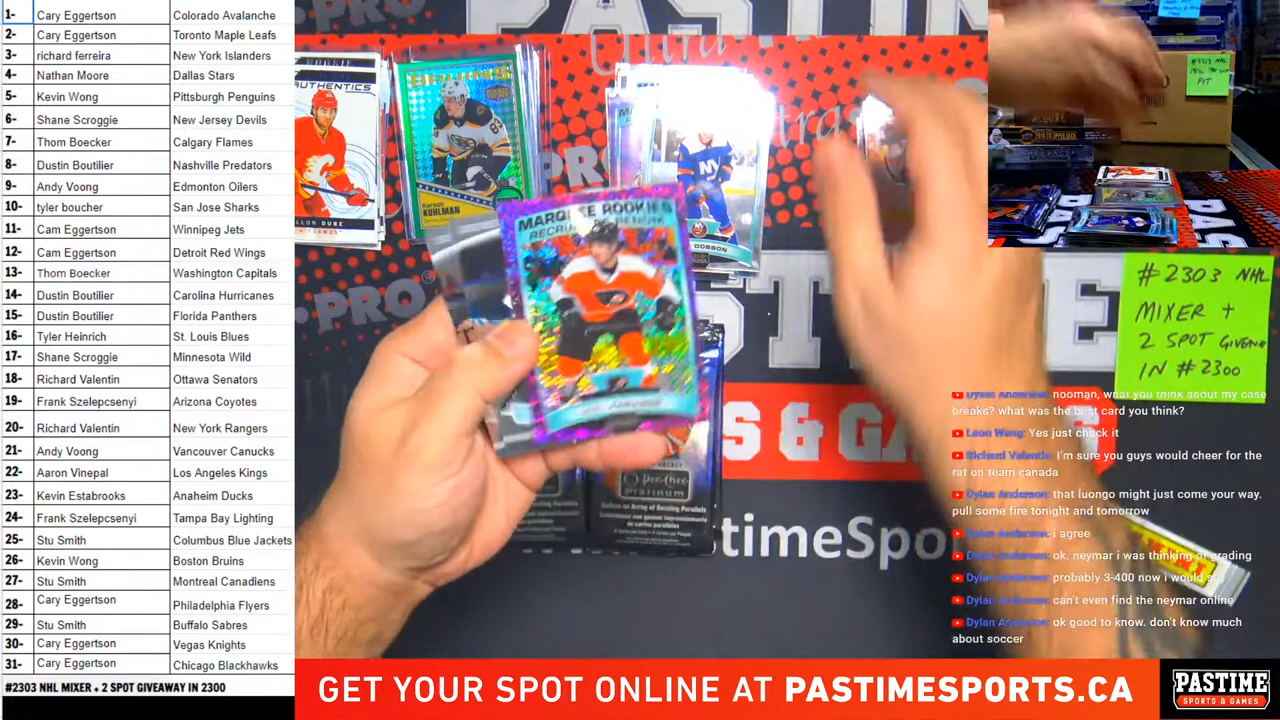 1- Cary Eggertson Colorado Avalanche
2- Cary Eggertson Toronto Maple Leafs
3- richard ferreira New York Islanders
4- Nathan Moore Dallas Stars
5- Kevin Wong Pittsburgh Penguins
6- Shane Scroggie New Jersey Devils
7- Thom Boecker Calgary Flames
8- Dustin Boutilier Nashville Predators
9- Andy Voong Edmonton Oilers
10- tyler boucher San Jose Sharks
11- Cam Eggertson Winnipeg Jets
12- Cam Eggertson Detroit Red Wings
13- Thom Boecker Washington Capitals
14- Dustin Boutilier Carolina Hurricanes
15- Dustin Boutilier Florida Panthers
16- Tyler Heinrich St. Louis Blues
17- Shane Scroggie Minnesota Wild
18- Richard Valentin Ottawa Senators
19- Frank Szelepcsenyi Arizona Coyotes
20- Richard Valentin New York Rangers
21- Andy Voong Vancouver Canucks
22- Aaron Vinepal Los Angeles Kings
23- Kevin Estabrooks Anaheim Ducks
24- Frank Szelepcsenyi Tampa Bay Lighting
25- Stu Smith Columbus Blue Jackets
26- Kevin Wong Boston Bruins
27- Stu Smith Montreal Canadiens
28- Cary Eggertson Philadelphia Flyers
29- Stu Smith Buffalo Sabres
30- Cary Eggertson Vegas Knights
31- Cary Eggertson Chicago Blackhawks
#2303 NHL MIXER + 2 SPOT GIVEAWAY IN 2300
AUTHENTICS
BRUINS
Karson
KUHLMAN
DOBSON
MARQUEE ROOKIES
PRO
O-Pee-Chee
Platinum
S & GA
timeSpo
#2303 NHL
MIXER +
2 SPOT GIVEAW
IN #2300
Dylan Anderson: nooman, what you think about my case
breaks? what was the best card you think?
Leon Wang: Yes just chuck it
Richard Valentin: I'm sure you guys would cheer for the
rat on team canada
Dylan Anderson: that luongo might just come your way.
pull some fire tonight and tomorrow
Dylan Anderson: i agree
Dylan Anderson: ok. neymar i was thinking or grading
Dylan Anderson: probably 3-400 now i would s
Dylan Anderson: can't even find the neymar online
Dylan Anderson: ok good to know. don't know much
about soccer
GET YOUR SPOT ONLINE AT PASTIMESPORTS.CA
PASTIME
SPORTS & GAMES